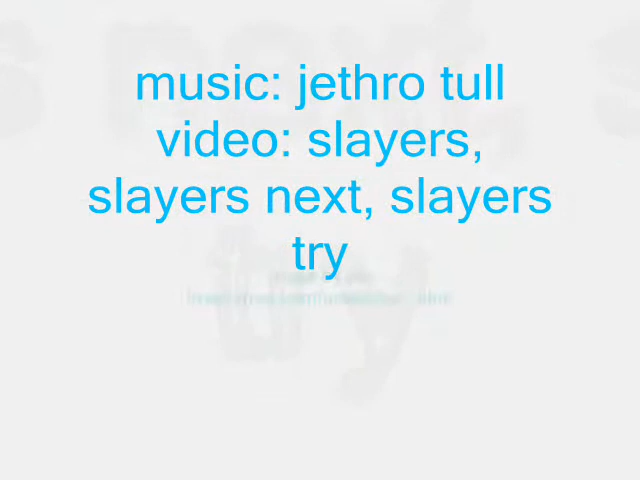 music: jethro tull
video: slayers,
slayers next, slayers
try